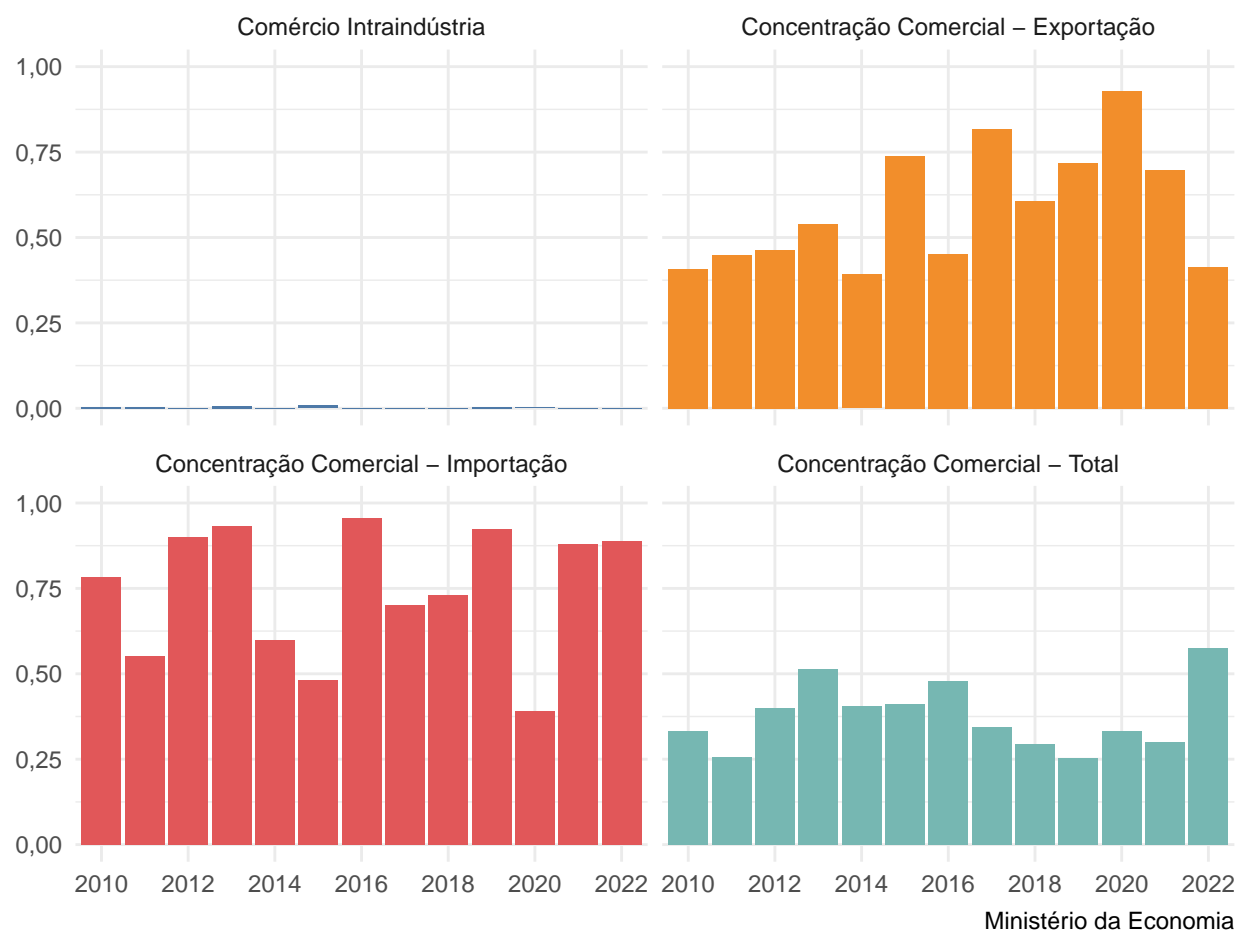 Comércio Intraindústria
Concentração Comercial – Exportação
1,00
0,75
0,50
0,25
0,00
Concentração Comercial – Importação
Concentração Comercial – Total
1,00
0,75
0,50
0,25
0,00
2010 2012 2014 2016 2018 2020 2022
2010 2012 2014 2016 2018 2020 2022
Ministério da Economia